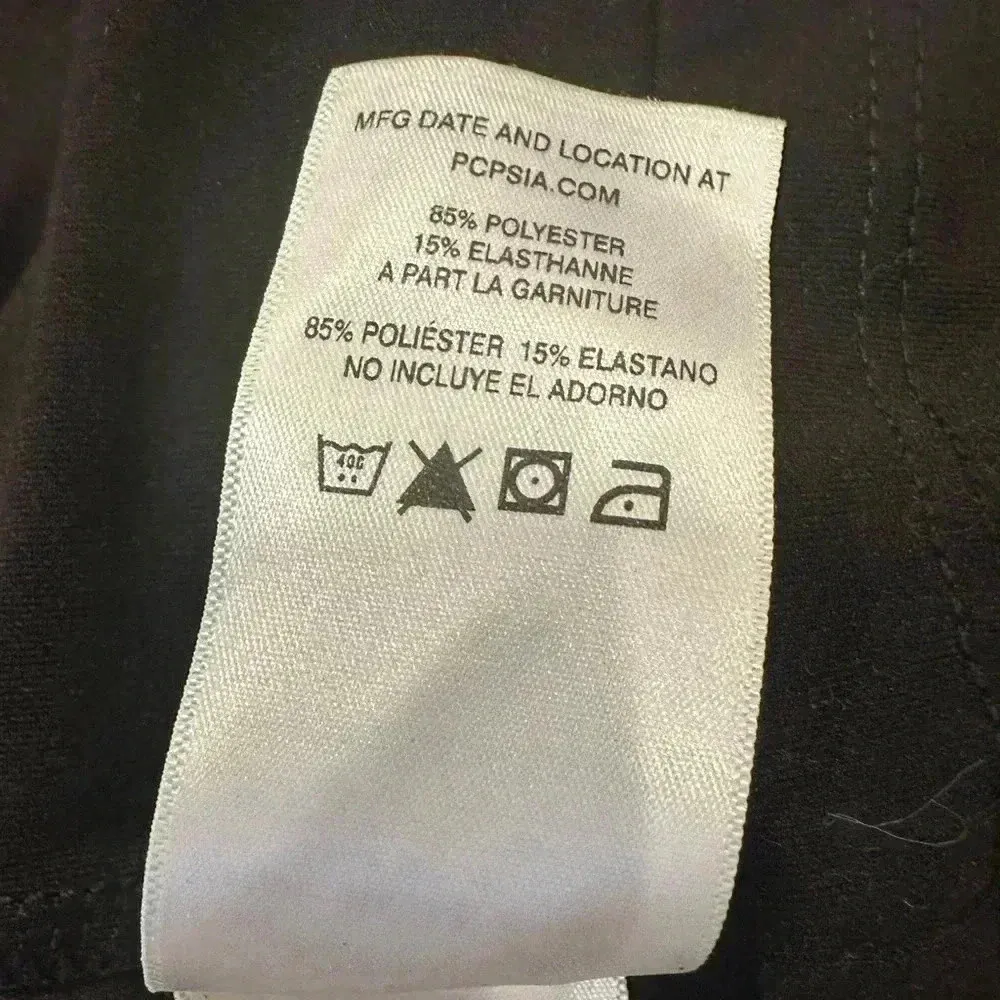 MFG DATE AND LOCATION AT
PCPSIA.COM
85% POLYESTER
15% ELASTHANNE
A PART LA GARNITURE
85% POLIÉSTER 15% ELASTANO
NO INCLUYE EL ADORNO
40C